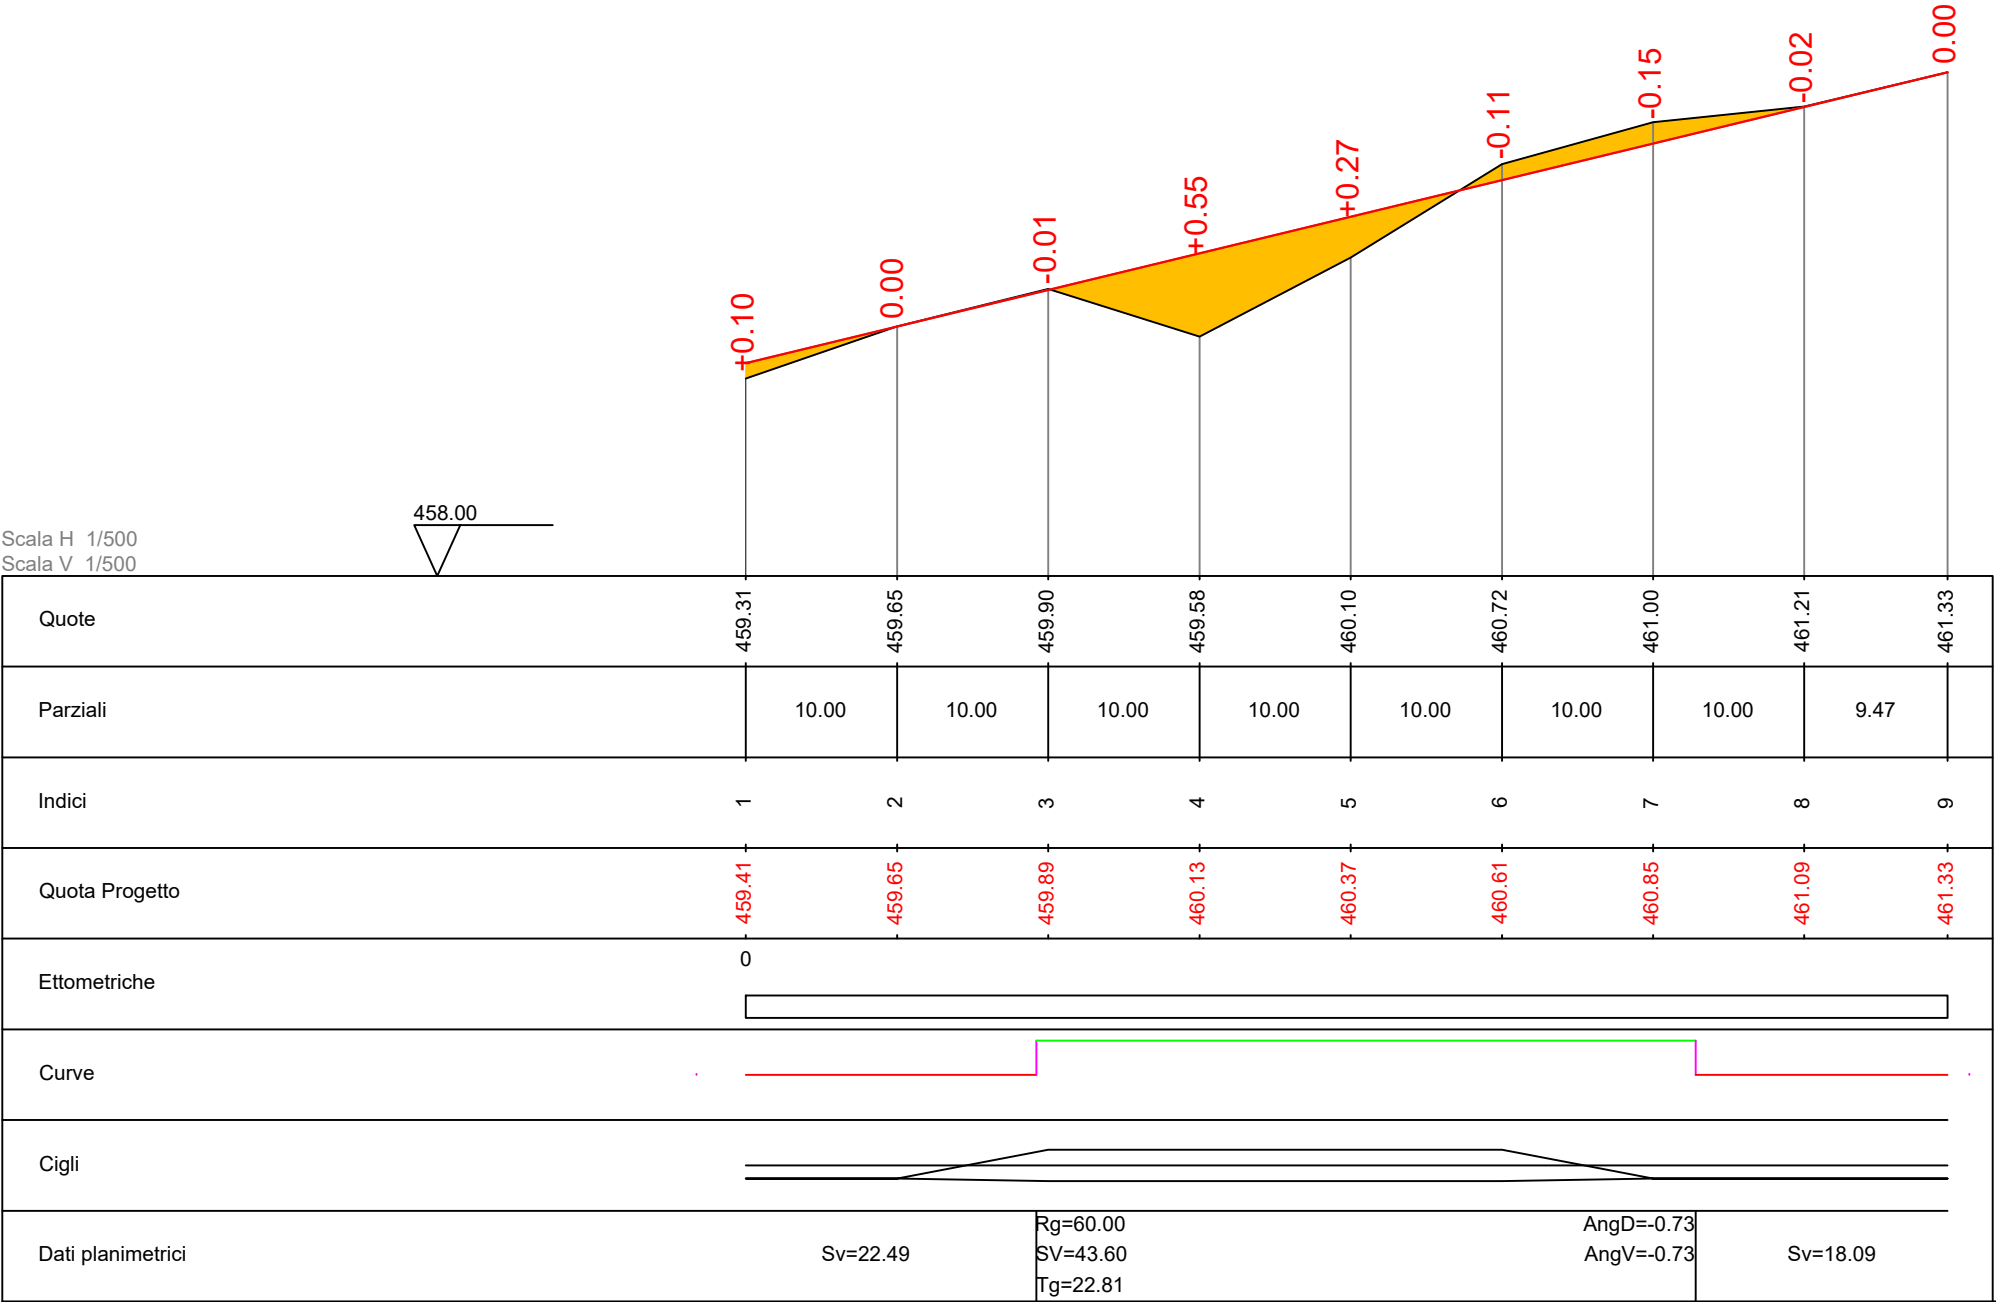 +0.10
0.00
-0.01
+0.55
+0.27
-0.11
-0.15
-0.02
0.00
458.00
Scala H 1/500
Scala V 1/500
Quote 459.31 459.65 459.90 459.58 460.10 460.72 461.00 461.21 461.33
Parziali 10.00 10.00 10.00 10.00 10.00 10.00 10.00 9.47
Indici 1 2 3 4 5 6 7 8 9
Quota Progetto 459.41 459.65 459.89 460.13 460.37 460.61 460.85 461.09 461.33
0
Ettometriche
Curve
Cigli
Rg=60.00 AngD=-0.73
Dati planimetrici Sv=22.49 SV=43.60 AngV=-0.73 Sv=18.09
Tg=22.81